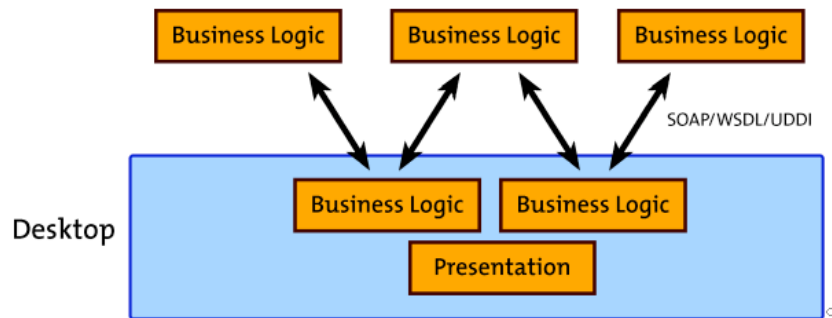 Business Logic
Business Logic
Business Logic
SOAP/WSDL/UDDI
Desktop
Business Logic
Business Logic
Presentation